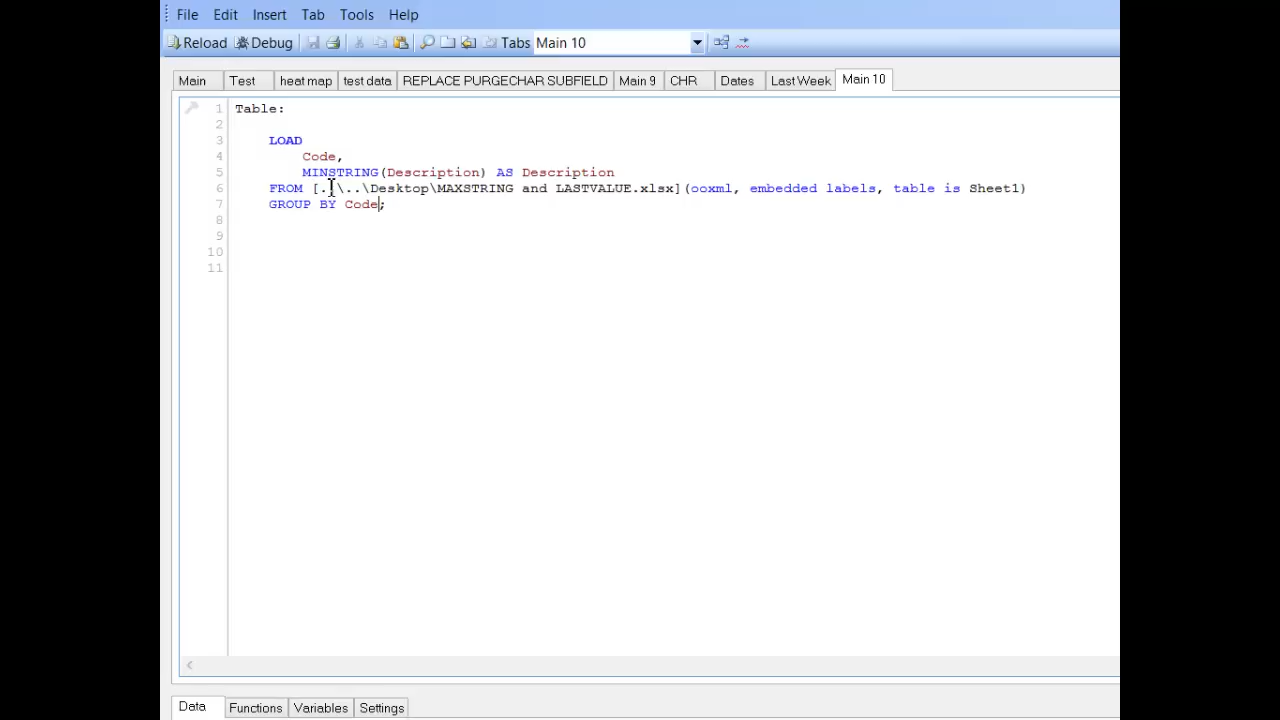 File Edit Insert Tab Tools Help
Reload Debug Tabs Main 10
Main Test heat map test data REPLACE PURGECHAR SUBFIELD Main 9 CHR Dates Last Week Main 10
1 Table:
2
3 LOAD
4 Code,
5 MINSTRING(Description) AS Description
6 FROM [..\..\Desktop\MAXSTRING and LASTVALUE.xlsx](ooxml, embedded labels, table is Sheet1)
7 GROUP BY Code;
8
9
10
11
Data Functions Variables Settings